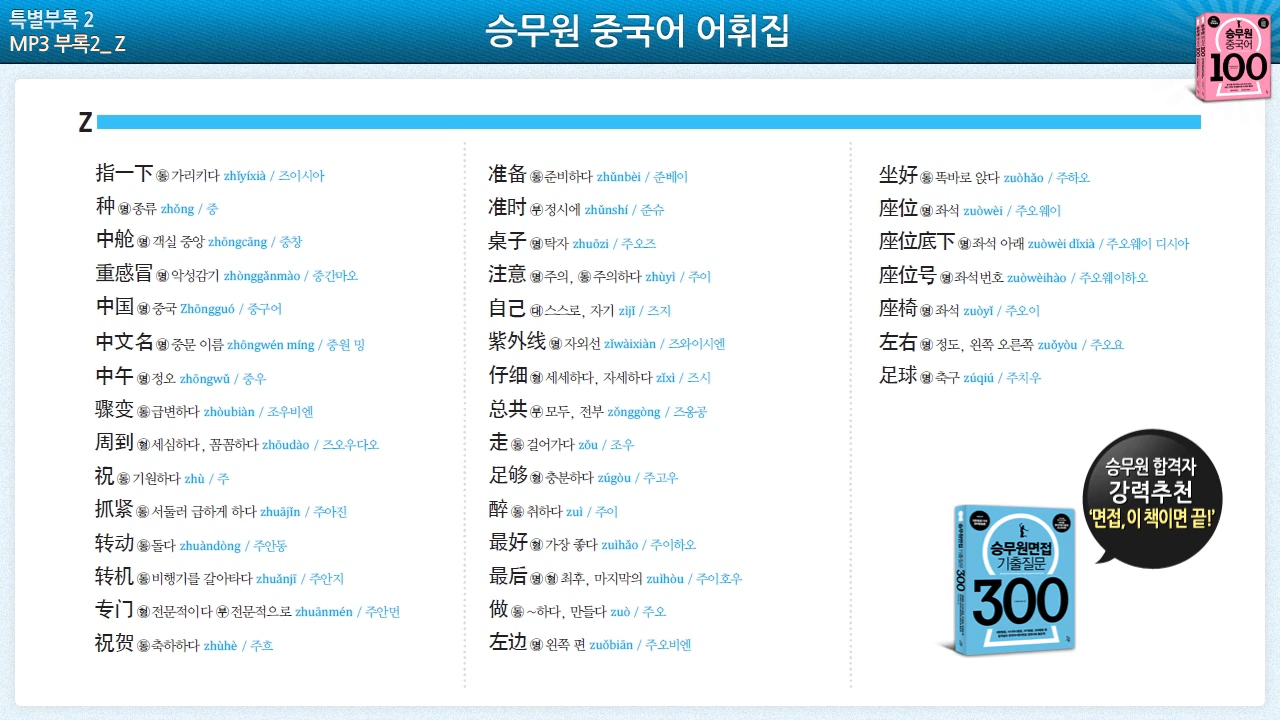 특별부록 2
MP3 부록2_ Z
승무원 중국어 어휘집
승무원
중국어
100
Z
指一下 ㉿동 가리키다 zhǐyíxià / 즈이시아
种 명 종류 zhǒng / 중
中舱 명 객실 중앙 zhōngcāng / 중창
重感冒 명 악성감기 zhònggǎnmào / 중간마오
中国 명 중국 Zhōngguó / 중구어
中文名 명 중문 이름 zhōngwén míng / 중원 밍
中午 명 정오 zhōngwǔ / 중우
骤变 동 급변하다 zhòubiàn / 조우비엔
周到 형 세심하다, 꼼꼼하다 zhōudào / 즈오우다오
祝 동 기원하다 zhù / 주
抓紧 동 서둘러 급하게 하다 zhuājǐn / 주아진
转动 동 돌다 zhuàndòng / 주안동
转机 동 비행기를 갈아타다 zhuǎnjī / 주안지
专门 형 전문적이다 부 전문적으로 zhuānmén / 주안먼
祝贺 동 축하하다 zhùhè / 주흐
准备 동 준비하다 zhǔnbèi / 준베이
准时 부 정시에 zhǔnshí / 준슈
桌子 명 탁자 zhuōzi / 주오즈
注意 명 주의, 동 주의하다 zhùyì / 주이
自己 대 스스로, 자기 zìjǐ / 즈지
紫外线 명 자외선 zǐwàixiàn / 즈와이시엔
仔细 형 세세하다, 자세하다 zǐxì / 즈시
总共 부 모두, 전부 zǒnggòng / 즈옹공
走 동 걸어가다 zǒu / 조우
足够 형 충분하다 zúgòu / 주고우
醉 동 취하다 zuì / 주이
最好 형 가장 좋다 zuìhǎo / 주이하오
最后 명 형 최후, 마지막의 zuìhòu / 주이호우
做 동 ~하다, 만들다 zuò / 주오
左边 명 왼쪽 편 zuǒbiān / 주오비엔
坐好 동 똑바로 앉다 zuòhǎo / 주하오
座位 명 좌석 zuòwèi / 주오웨이
座位底下 명 좌석 아래 zuòwèi dǐxià / 주오웨이 디시아
座位号 명 좌석번호 zuòwèihào / 주오웨이하오
座椅 명 좌석 zuòyǐ / 주오이
左右 명 정도, 왼쪽 오른쪽 zuǒyòu / 주오요
足球 명 축구 zúqiú / 주치우
승무원 합격자
강력추천
'면접, 이 책이면 끝!'
승무원면접
기출질문
300